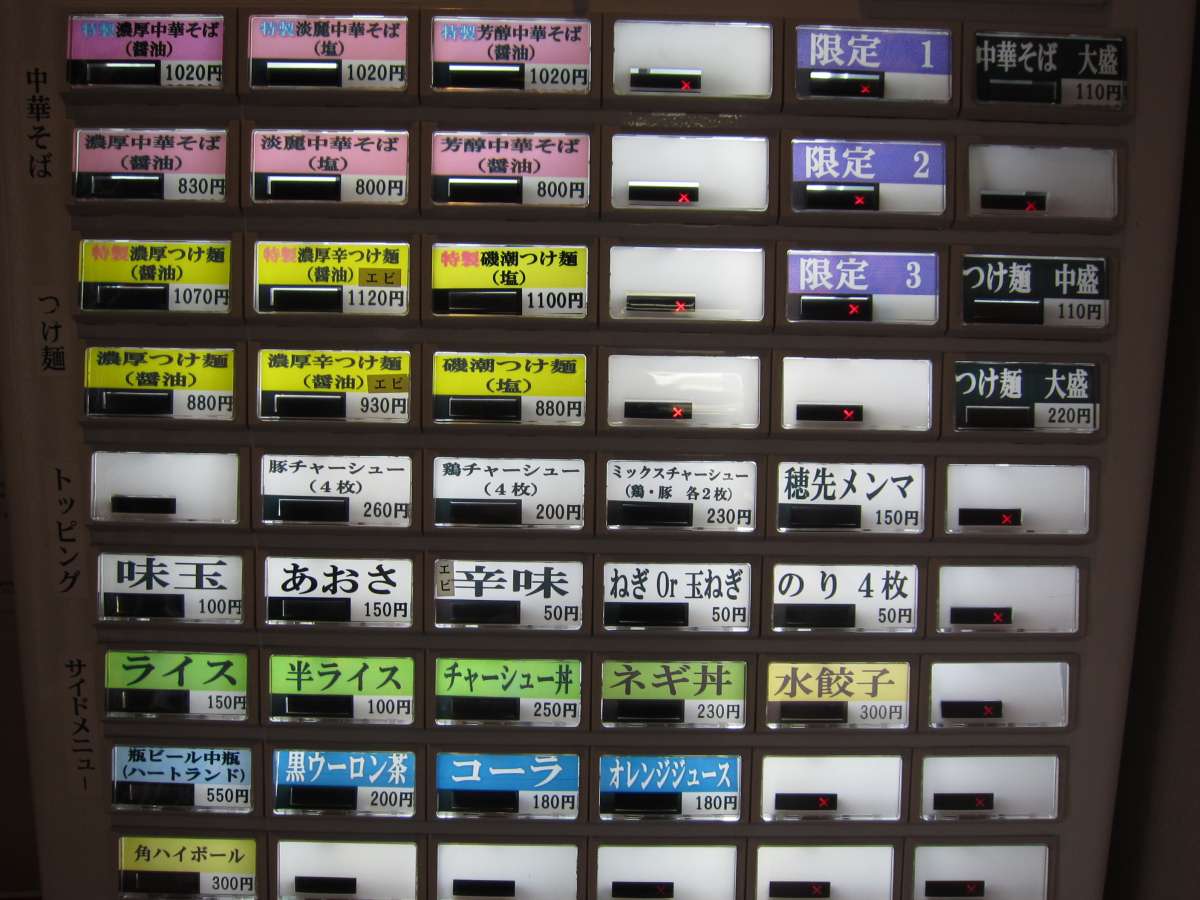 中華そば
特製濃厚中華そば
(醤油)
1020円
特製淡麗中華そば
(塩)
1020円
特製芳醇中華そば
(醤油)
1020円
限定 1
中華そば 大盛
110円
濃厚中華そば
(醤油)
830円
淡麗中華そば
(塩)
800円
芳醇中華そば
(醤油)
800円
限定 2
つけ麺
特製濃厚つけ麺
(醤油)
1070円
特製濃厚辛つけ麺
(醤油) エビ
1120円
特製磯潮つけ麺
(塩)
1100円
限定 3
つけ麺 中盛
110円
濃厚つけ麺
(醤油)
880円
濃厚辛つけ麺
(醤油) エビ
930円
磯潮つけ麺
(塩)
880円
つけ麺 大盛
220円
トッピング
豚チャーシュー
(4枚)
260円
鶏チャーシュー
(4枚)
200円
ミックスチャーシュー
(鶏・豚 各2枚)
230円
穂先メンマ
150円
味玉
100円
あおさ
150円
エビ 辛味
50円
ねぎ Or 玉ねぎ
50円
のり 4枚
50円
サイドメニュー
ライス
150円
半ライス
100円
チャーシュー丼
250円
ネギ丼
230円
水餃子
300円
瓶ビール中瓶
(ハートランド)
550円
黒ウーロン茶
200円
コーラ
180円
オレンジジュース
180円
角ハイボール
300円